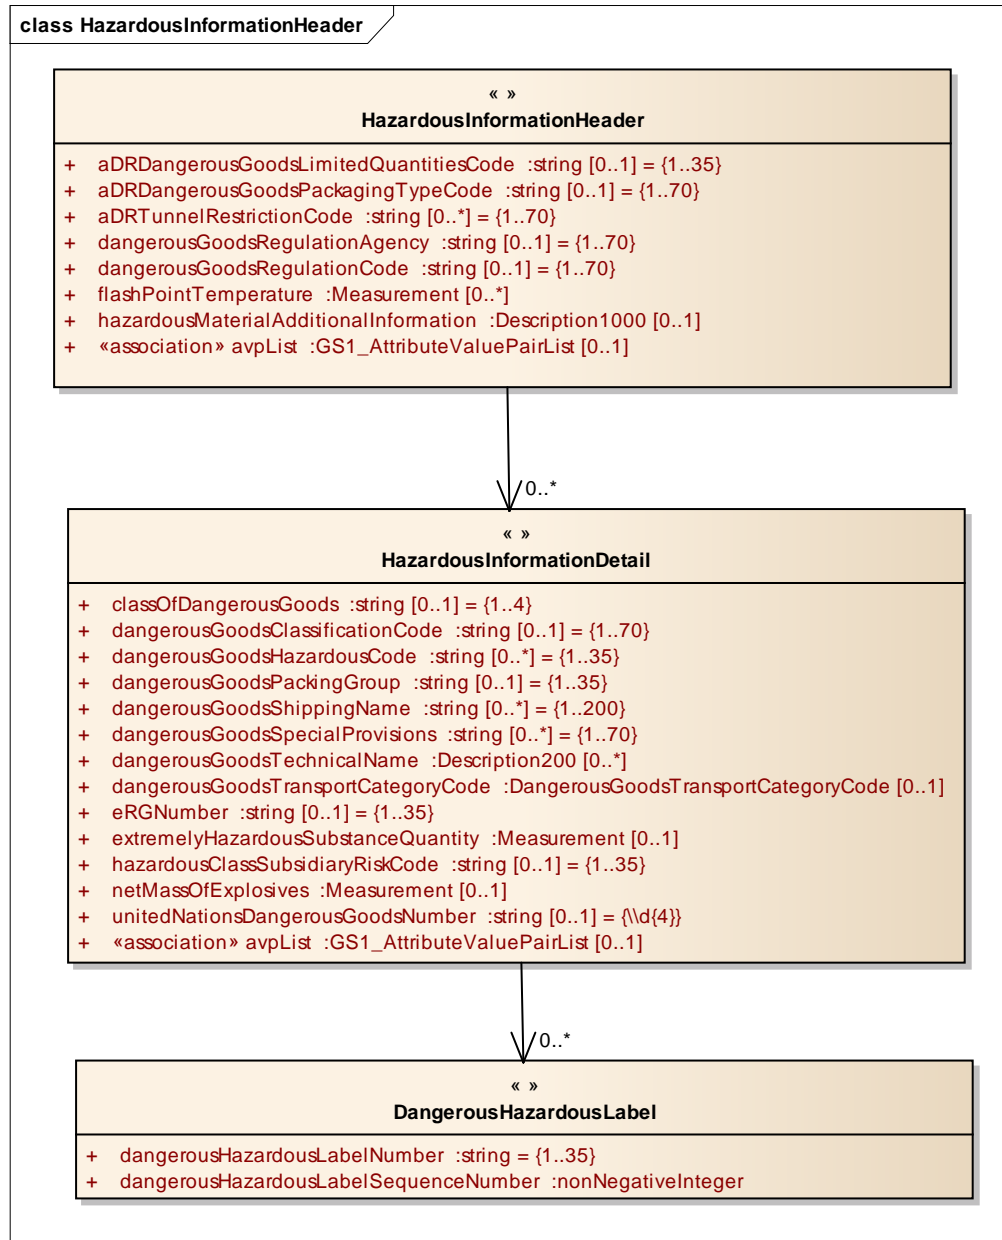 class HazardousInformationHeader
« »
HazardousInformationHeader
+ aDRDangerousGoodsLimitedQuantitiesCode :string [0..1] = {1..35}
+ aDRDangerousGoodsPackagingTypeCode :string [0..1] = {1..70}
+ aDRTunnelRestrictionCode :string [0..*] = {1..70}
+ dangerousGoodsRegulationAgency :string [0..1] = {1..70}
+ dangerousGoodsRegulationCode :string [0..1] = {1..70}
+ flashPointTemperature :Measurement [0..*]
+ hazardousMaterialAdditionalInformation :Description1000 [0..1]
+ «association» avpList :GS1_AttributeValuePairList [0..1]
0..*
« »
HazardousInformationDetail
+ classOfDangerousGoods :string [0..1] = {1..4}
+ dangerousGoodsClassificationCode :string [0..1] = {1..70}
+ dangerousGoodsHazardousCode :string [0..*] = {1..35}
+ dangerousGoodsPackingGroup :string [0..1] = {1..35}
+ dangerousGoodsShippingName :string [0..*] = {1..200}
+ dangerousGoodsSpecialProvisions :string [0..*] = {1..70}
+ dangerousGoodsTechnicalName :Description200 [0..*]
+ dangerousGoodsTransportCategoryCode :DangerousGoodsTransportCategoryCode [0..1]
+ eRGNumber :string [0..1] = {1..35}
+ extremelyHazardousSubstanceQuantity :Measurement [0..1]
+ hazardousClassSubsidiaryRiskCode :string [0..1] = {1..35}
+ netMassOfExplosives :Measurement [0..1]
+ unitedNationsDangerousGoodsNumber :string [0..1] = {\\d{4}}
+ «association» avpList :GS1_AttributeValuePairList [0..1]
0..*
« »
DangerousHazardousLabel
+ dangerousHazardousLabelNumber :string = {1..35}
+ dangerousHazardousLabelSequenceNumber :nonNegativeInteger